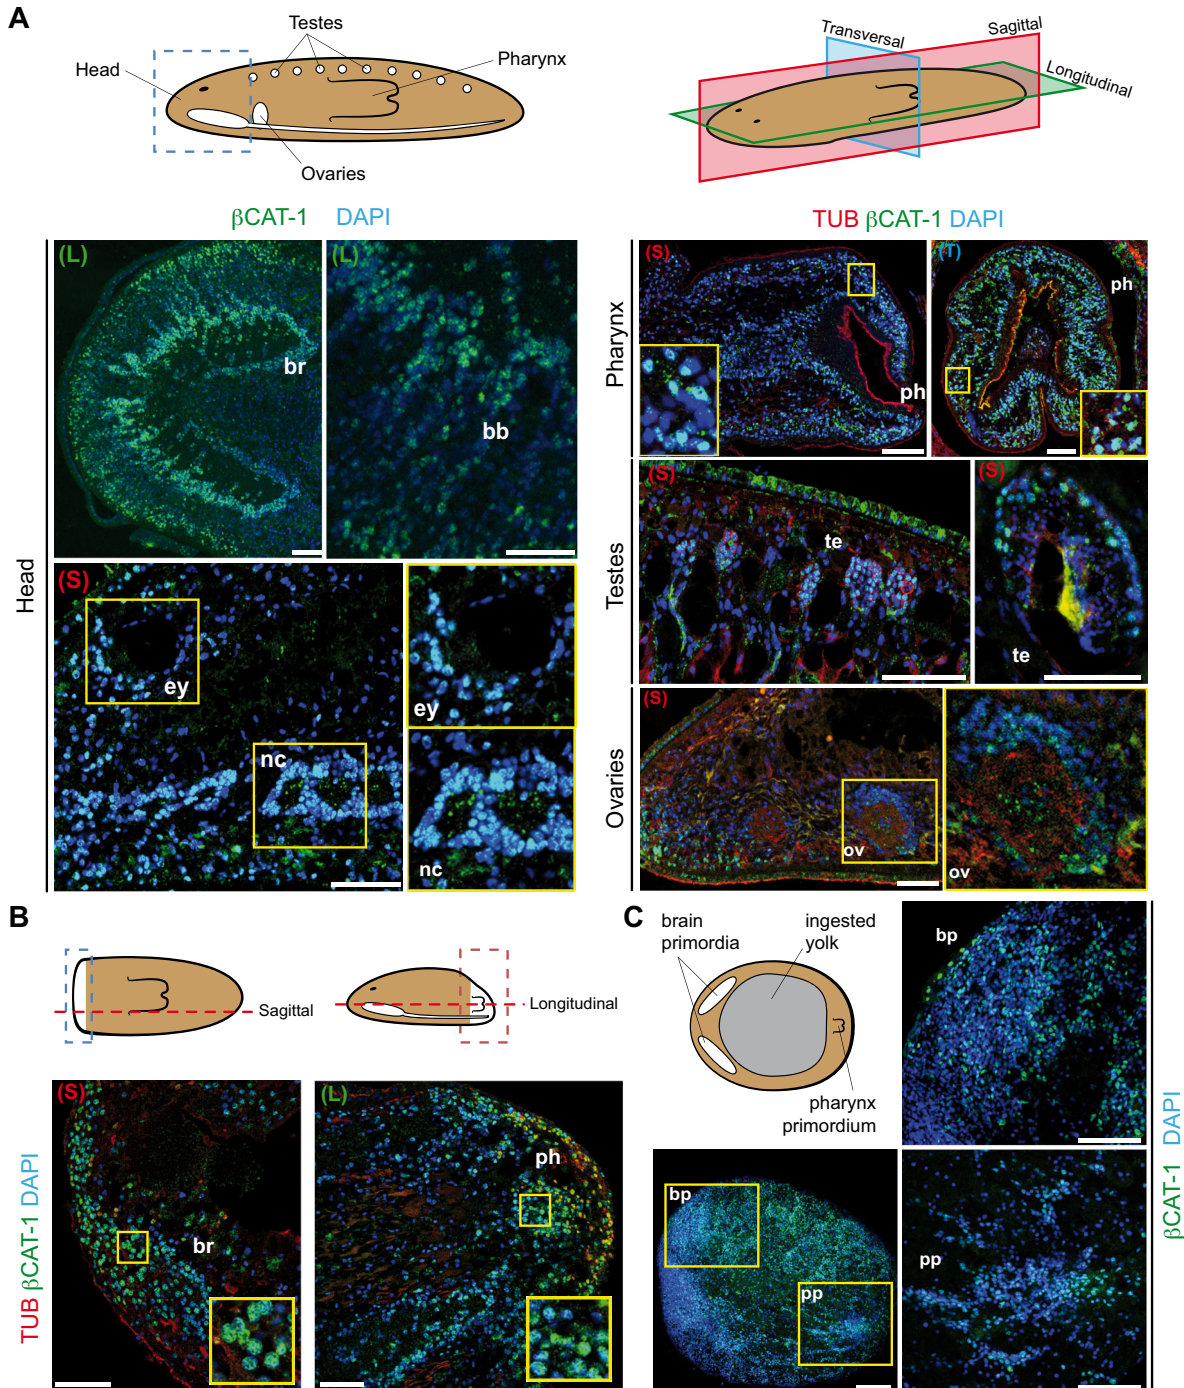 A
Testes
Head
Pharynx
Ovaries
Transversal
Sagittal
Longitudinal
βCAT-1 DAPI
TUB βCAT-1 DAPI
Head
(L)
br
(L)
bb
(S)
ey
nc
ey
nc
Pharynx
(S)
ph
(T)
ph
Testes
(S)
te
(S)
te
Ovaries
(S)
ov
ov
B
Sagittal
Longitudinal
TUB βCAT-1 DAPI
(S)
br
(L)
ph
C
brain
primordia
ingested
yolk
pharynx
primordium
bp
bp
pp
pp
βCAT-1 DAPI